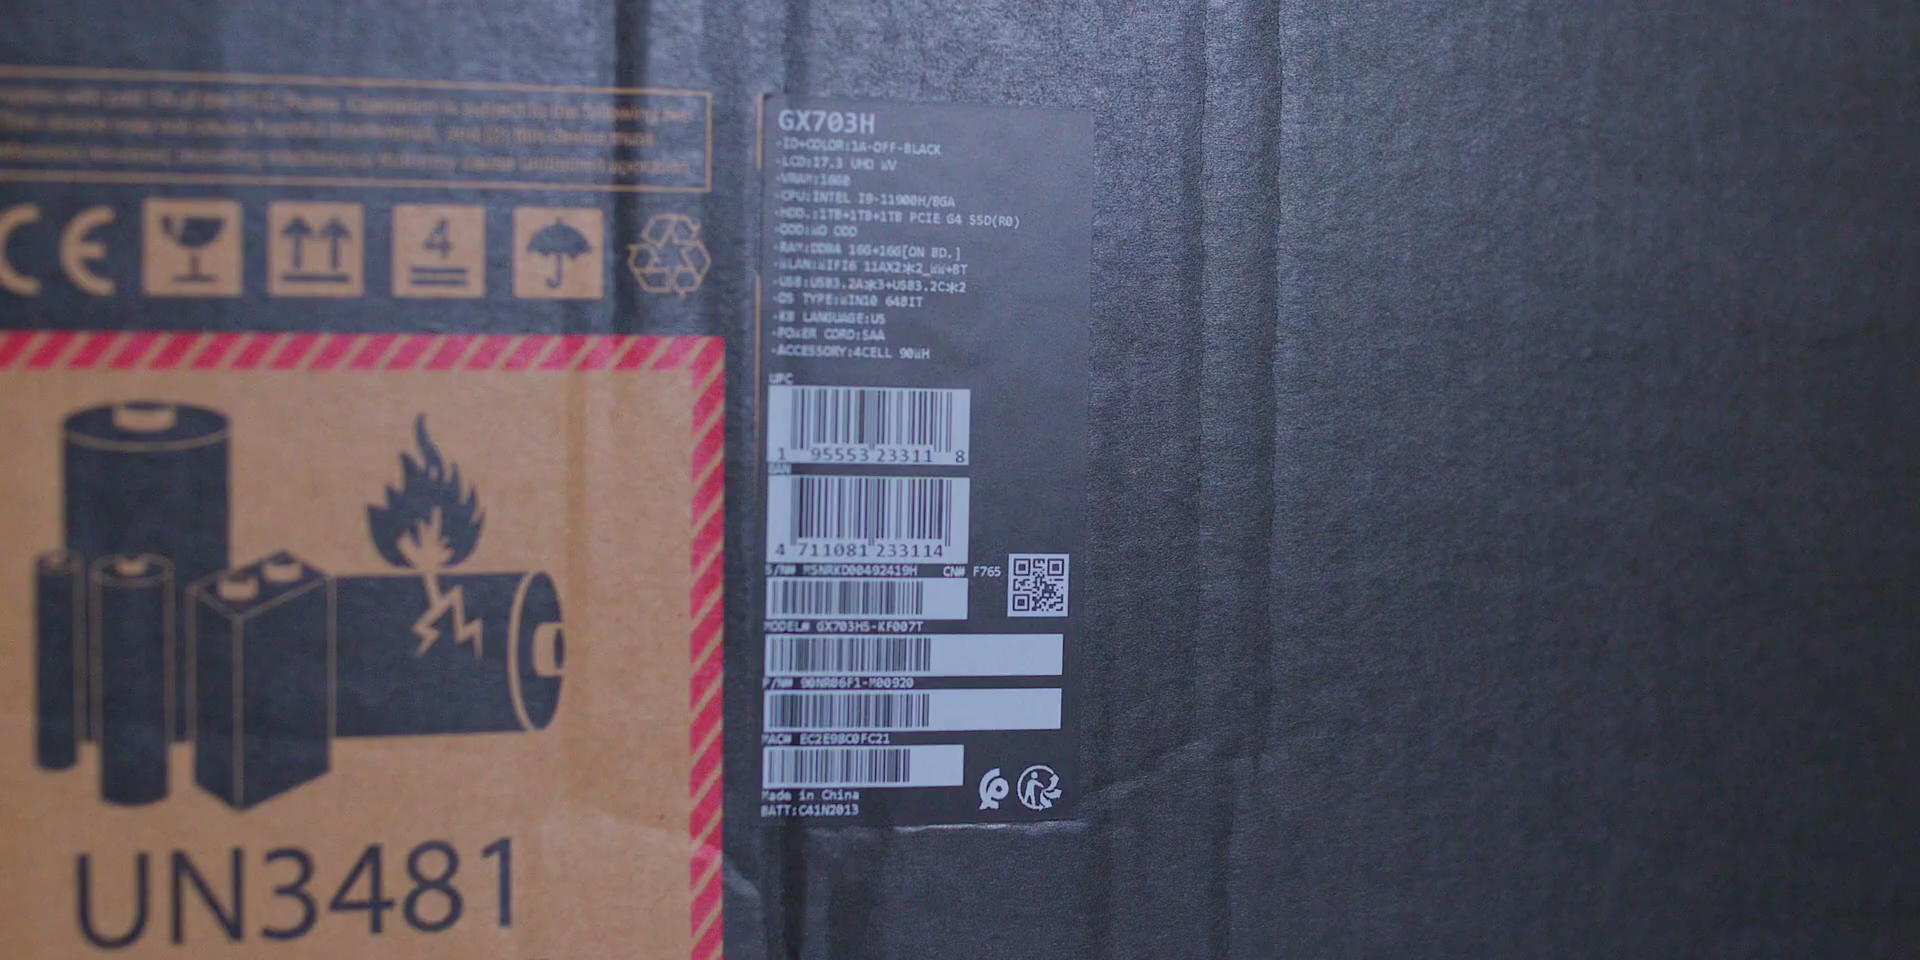 4
UN3481
GX703H
-ID+COLOR:1A-OFF-BLACK
-LCD:17.3 UHD WV
-VRAM:16GB
-CPU:INTEL I9-11900H/BGA
-HDD.:1TB+1TB+1TB PCIE G4 SSD(R0)
-ODD:WO ODD
-RAM:DDR4 16G+16G[ON BD.]
-WLAN:WIFI6 11AX2*2_WW+BT
-USB:USB3.2A*3+USB3.2C*2
-OS TYPE:WIN10 64BIT
-KB LANGUAGE:US
-POWER CORD:SAA
-ACCESSORY:4CELL 90WH
UPC
1 95553 23311 8
EAN
4 711081 233114
S/N# M5NRKD00492419H CN# F765
MODEL# GX703HS-KF007T
P/N# 90NR06F1-M00920
MAC# EC2E98C0FC21
Made in China
BATT:C41N2013